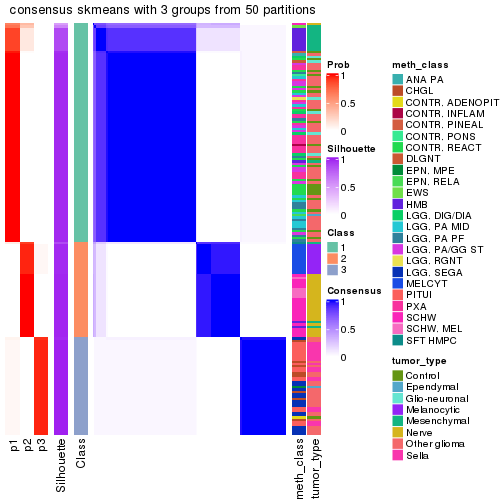 consensus skmeans with 3 groups from 50 partitions
Prob
1
0.5
0
Silhouette
1
0.5
0
Class
1
2
3
Consensus
1
0.5
0
meth_class
ANA PA
CHGL
CONTR. ADENOPIT
CONTR. INFLAM
CONTR. PINEAL
CONTR. PONS
CONTR. REACT
DLGNT
EPN. MPE
EPN. RELA
EWS
HMB
LGG. DIG/DIA
LGG. PA MID
LGG. PA PF
LGG. PA/GG ST
LGG. RGNT
LGG. SEGA
MELCYT
PITUI
PXA
SCHW
SCHW. MEL
SFT HMPC
tumor_type
Control
Ependymal
Glio-neuronal
Melanocytic
Mesenchymal
Nerve
Other glioma
Sella
p1
p2
p3
Silhouette
Class
meth_class
tumor_type